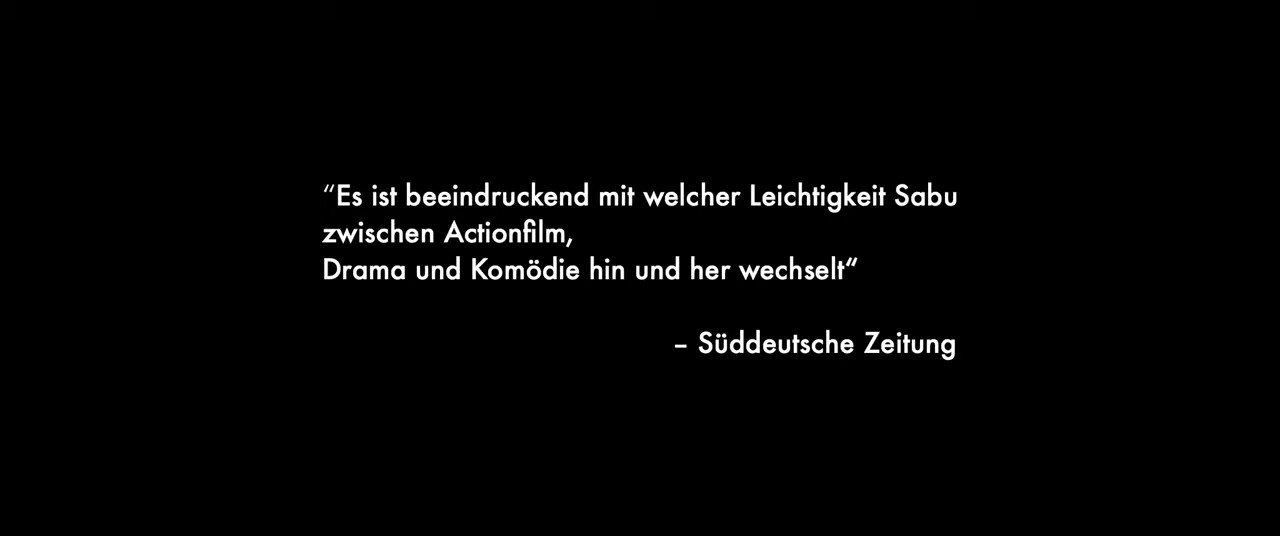 “Es ist beeindruckend mit welcher Leichtigkeit Sabu
zwischen Actionfilm,
Drama und Komödie hin und her wechselt“
– Süddeutsche Zeitung